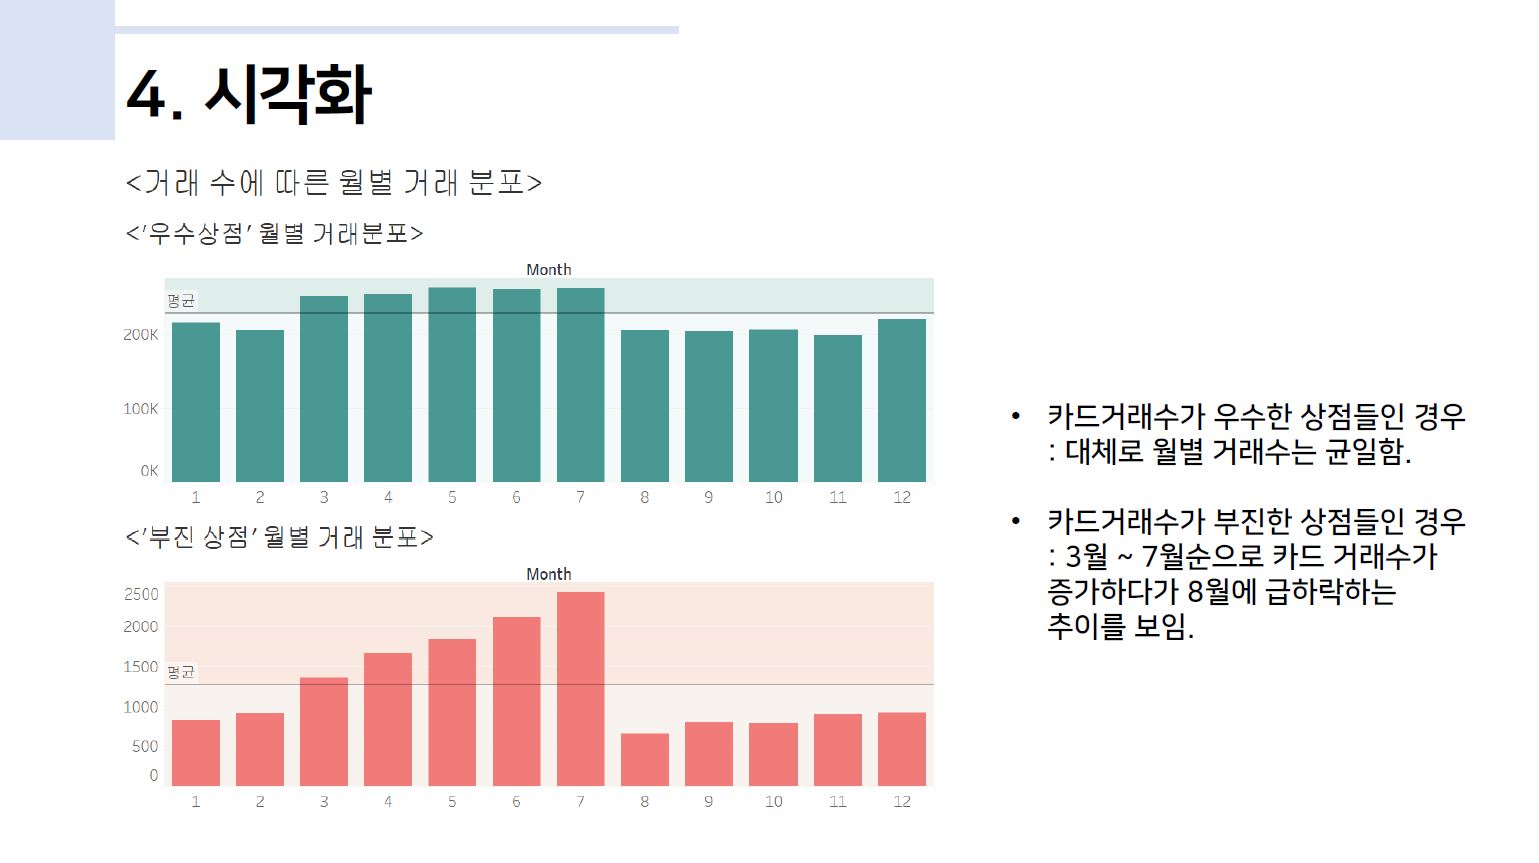 4. 시각화
<거래 수에 따른 월별 거래 분포>
<'우수상점' 월별 거래분포>
Month
평균
200K
100K
0K
1 2 3 4 5 6 7 8 9 10 11 12
<'부진 상점' 월별 거래 분포>
Month
2500
2000
1500
평균
1000
500
0
1 2 3 4 5 6 7 8 9 10 11 12
• 카드거래수가 우수한 상점들인 경우
: 대체로 월별 거래수는 균일함.
• 카드거래수가 부진한 상점들인 경우
: 3월 ~ 7월순으로 카드 거래수가
증가하다가 8월에 급하락하는
추이를 보임.